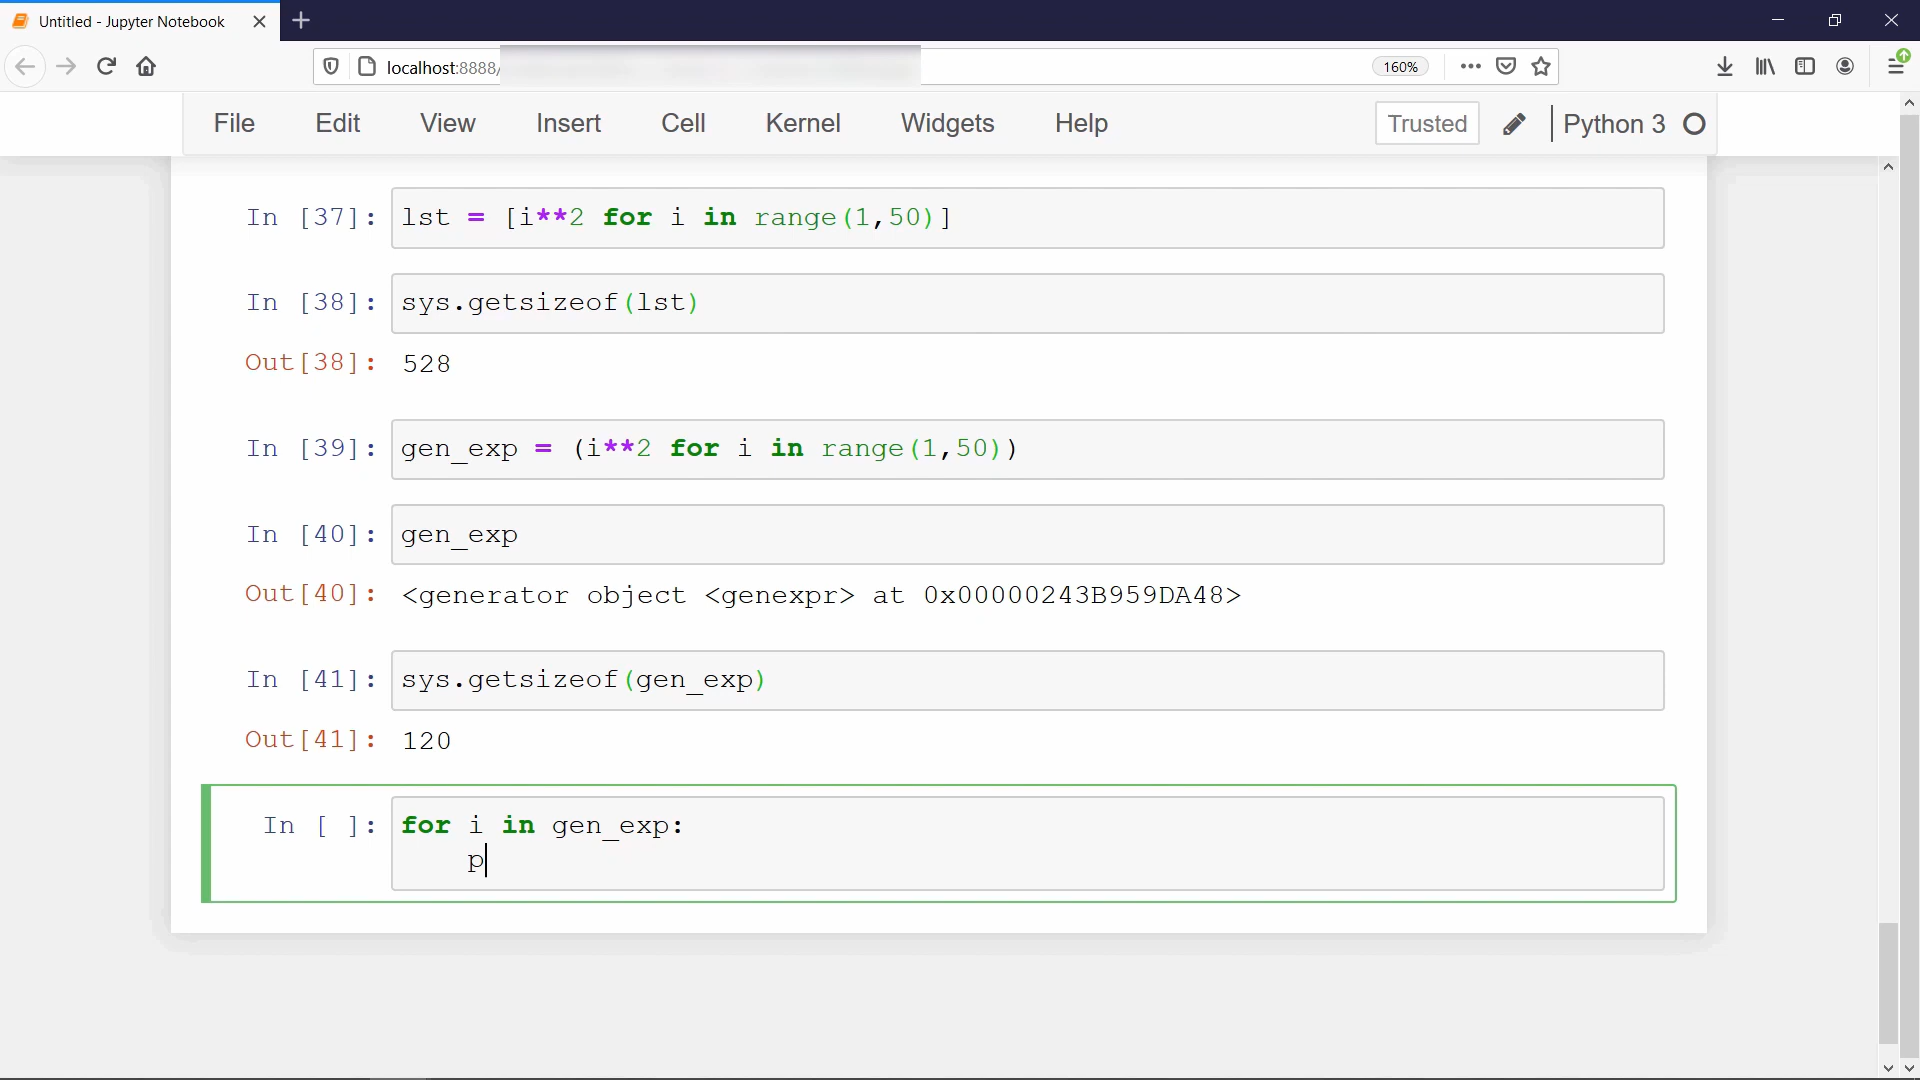 Untitled - Jupyter Notebook
localhost:8888/
160%
File Edit View Insert Cell Kernel Widgets Help Trusted Python 3
In [37]: lst = [i**2 for i in range(1,50)]
In [38]: sys.getsizeof(lst)
Out[38]: 528
In [39]: gen_exp = (i**2 for i in range(1,50))
In [40]: gen_exp
Out[40]: <generator object <genexpr> at 0x00000243B959DA48>
In [41]: sys.getsizeof(gen_exp)
Out[41]: 120
In [ ]: for i in gen_exp:
p